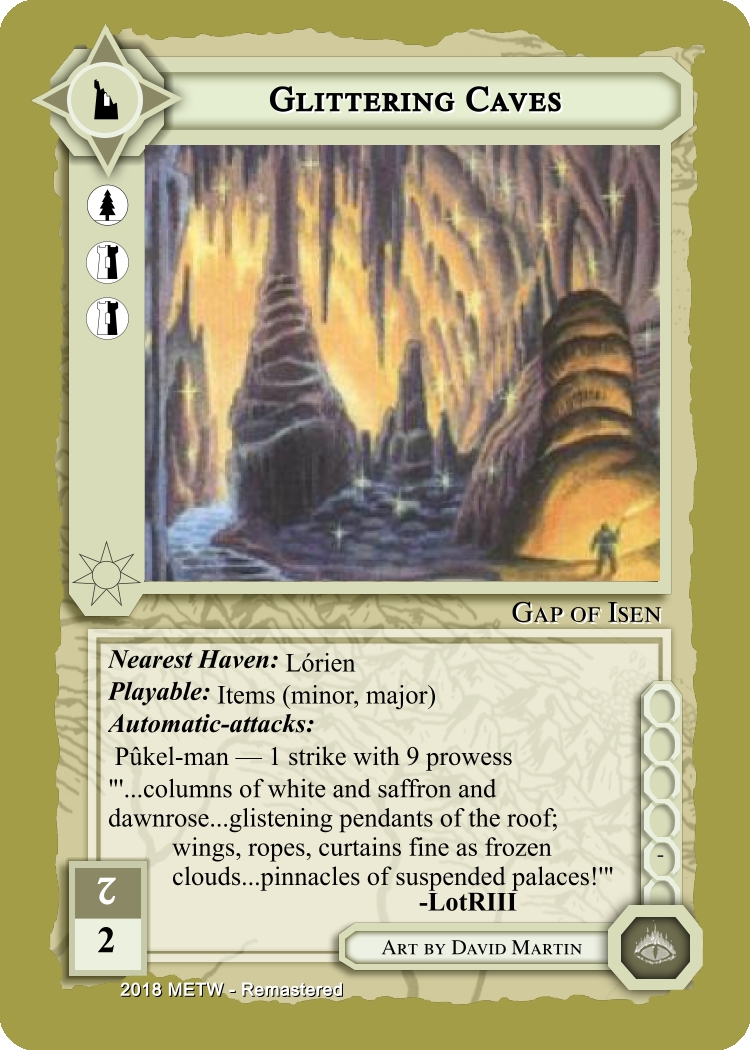 Glittering Caves
Gap of Isen
Nearest Haven: Lórien
Playable: Items (minor, major)
Automatic-attacks:
Pûkel-man — 1 strike with 9 prowess
"'...columns of white and saffron and
dawnrose...glistening pendants of the roof;
wings, ropes, curtains fine as frozen
clouds...pinnacles of suspended palaces!'"
-LotRIII
-
2
2
Art by David Martin
2018 METW - Remastered